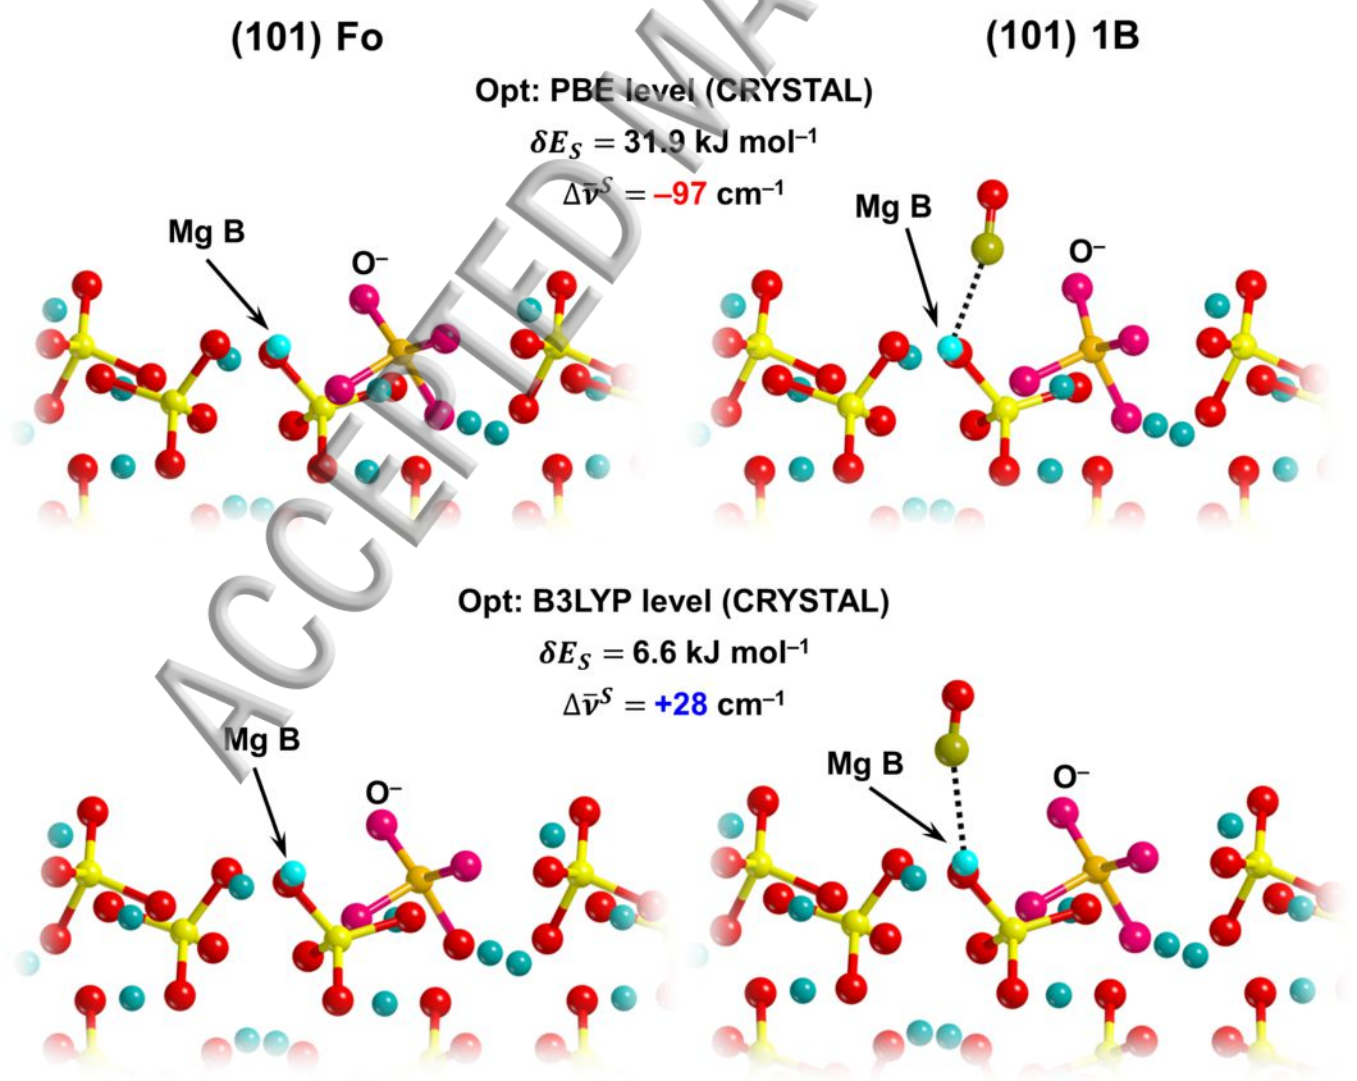 (101) Fo
(101) 1B
Opt: PBE level (CRYSTAL)
δE_S = 31.9 kJ mol⁻¹
Δν̄^S = –97 cm⁻¹
Mg B
O⁻
Mg B
O⁻
Opt: B3LYP level (CRYSTAL)
δE_S = 6.6 kJ mol⁻¹
Δν̄^S = +28 cm⁻¹
Mg B
O⁻
Mg B
O⁻
ACCEPTED MA